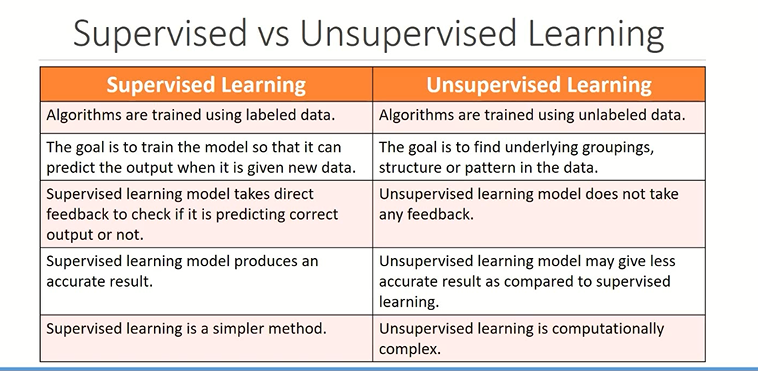 Supervised vs Unsupervised Learning
Supervised Learning
Unsupervised Learning
Algorithms are trained using labeled data.
Algorithms are trained using unlabeled data.
The goal is to train the model so that it can
predict the output when it is given new data.
The goal is to find underlying groupings,
structure or pattern in the data.
Supervised learning model takes direct
feedback to check if it is predicting correct
output or not.
Unsupervised learning model does not take
any feedback.
Supervised learning model produces an
accurate result.
Unsupervised learning model may give less
accurate result as compared to supervised
learning.
Supervised learning is a simpler method.
Unsupervised learning is computationally
complex.